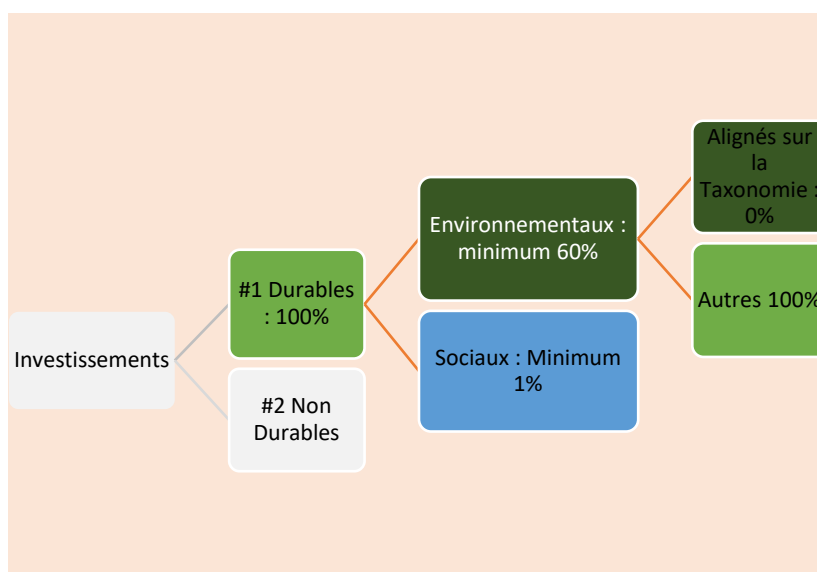 Investissements
#1 Durables
: 100%
#2 Non
Durables
Environnementaux :
minimum 60%
Sociaux : Minimum
1%
Alignés sur
la
Taxonomie :
0%
Autres 100%